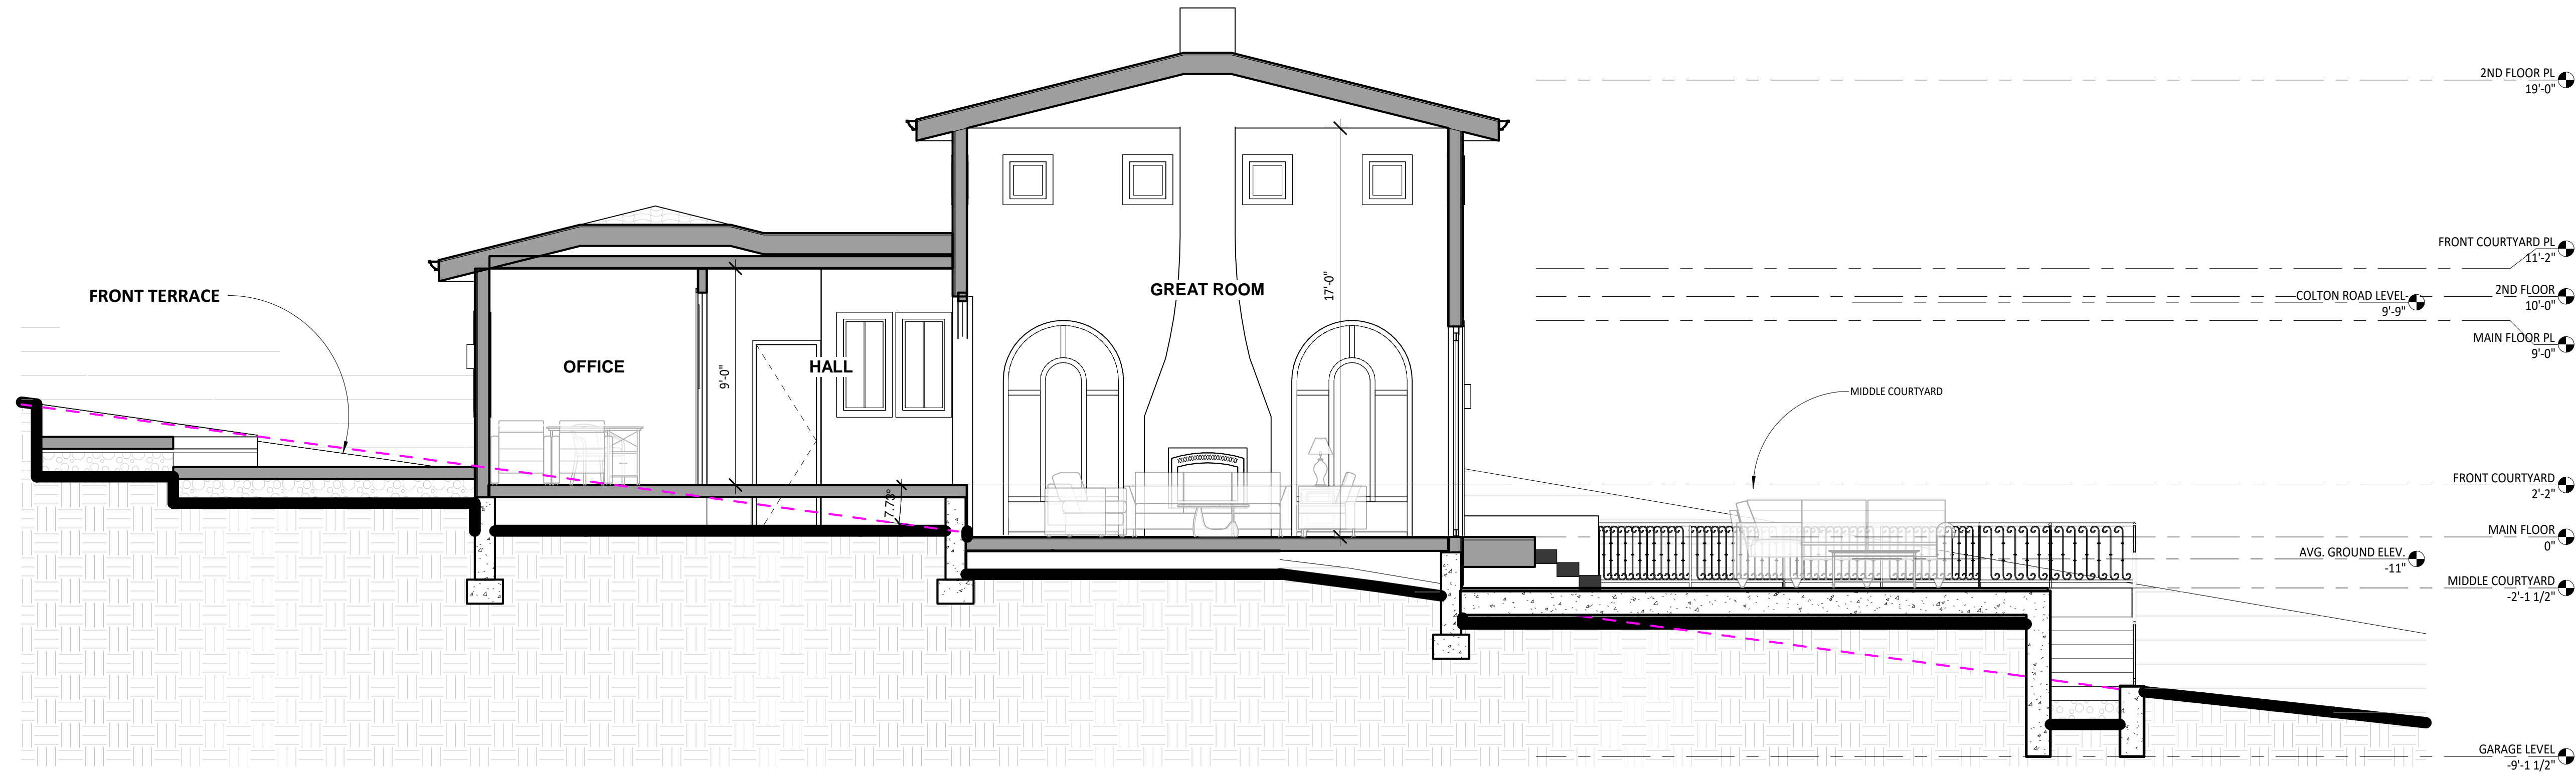 2ND FLOOR PL
19'-0"
FRONT COURTYARD PL
11'-2"
COLTON ROAD LEVEL
9'-9"
2ND FLOOR
10'-0"
MAIN FLOOR PL
9'-0"
FRONT TERRACE
GREAT ROOM
17'-0"
OFFICE
HALL
9'-0"
MIDDLE COURTYARD
7.73°
FRONT COURTYARD
2'-2"
MAIN FLOOR
0"
AVG. GROUND ELEV.
-11"
MIDDLE COURTYARD
-2'-1 1/2"
GARAGE LEVEL
-9'-1 1/2"